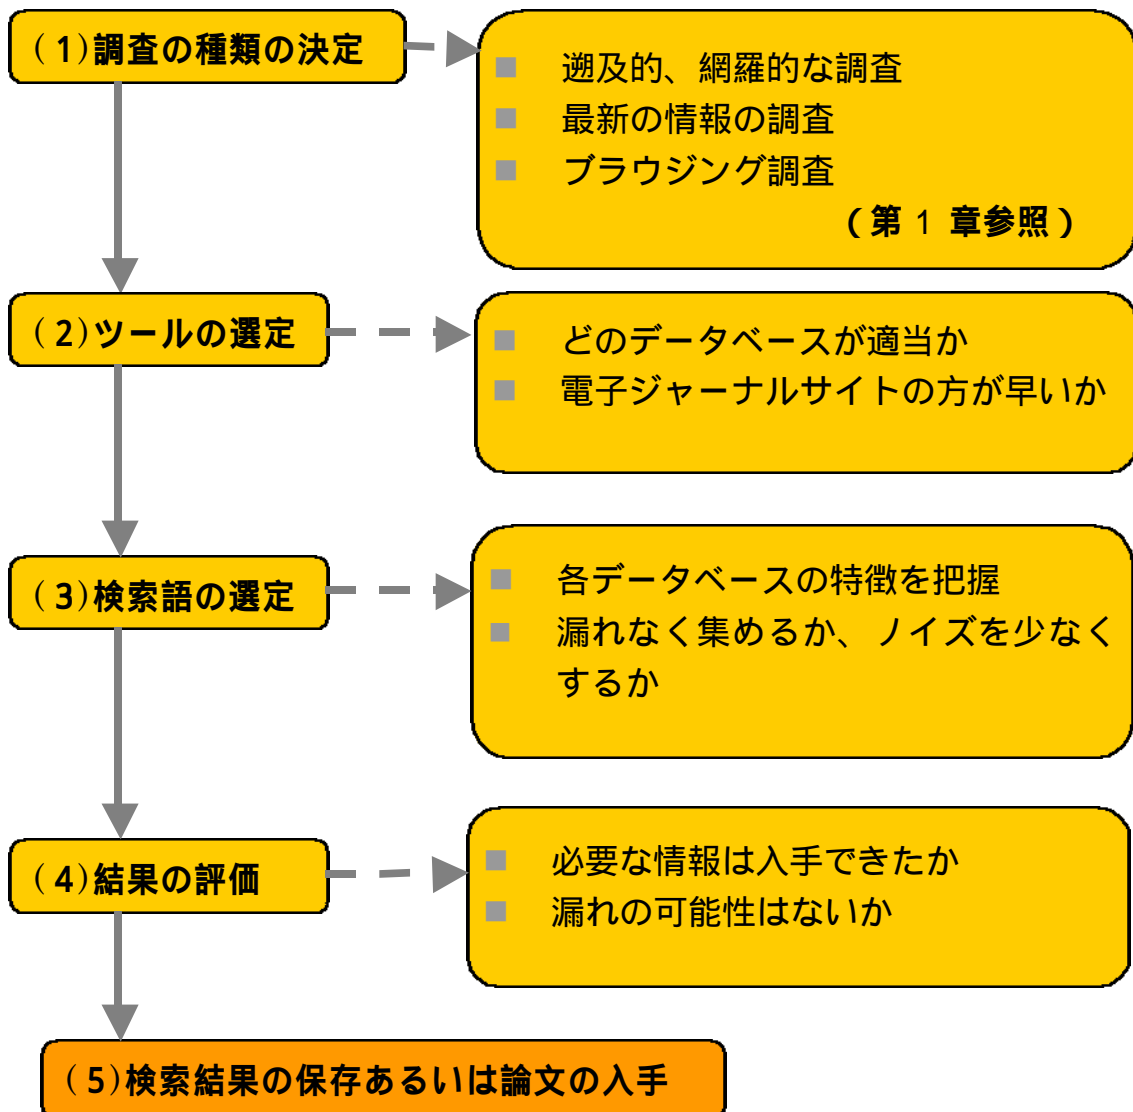 (1)調査の種類の決定
■ 遡及的、網羅的な調査
■ 最新の情報の調査
■ ブラウジング調査
(第 1 章参照)
(2)ツールの選定
■ どのデータベースが適当か
■ 電子ジャーナルサイトの方が早いか
(3)検索語の選定
■ 各データベースの特徴を把握
■ 漏れなく集めるか、ノイズを少なく
するか
(4)結果の評価
■ 必要な情報は入手できたか
■ 漏れの可能性はないか
(5)検索結果の保存あるいは論文の入手